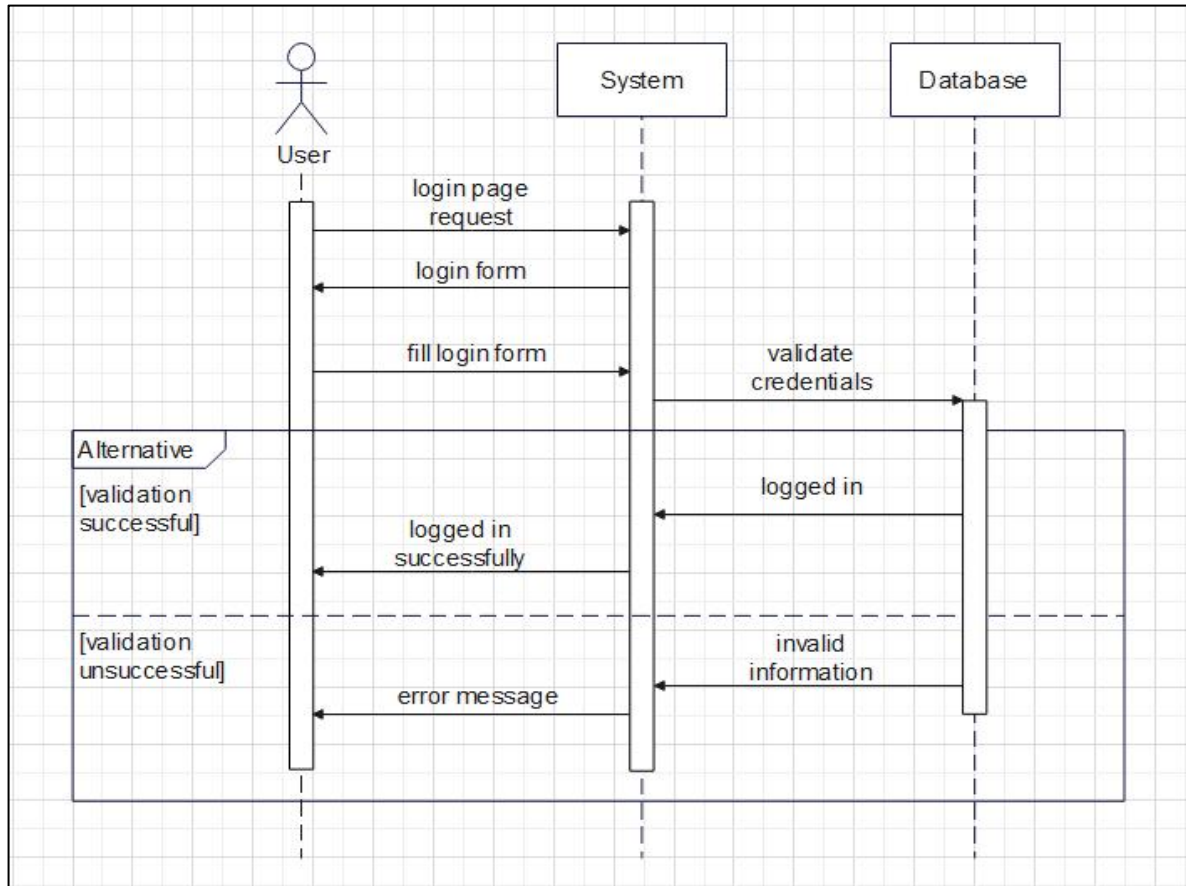 System
Database
User
login page
request
login form
fill login form
validate
credentials
Alternative
[validation
successful]
logged in
logged in
successfully
[validation
unsuccessful]
invalid
information
error message